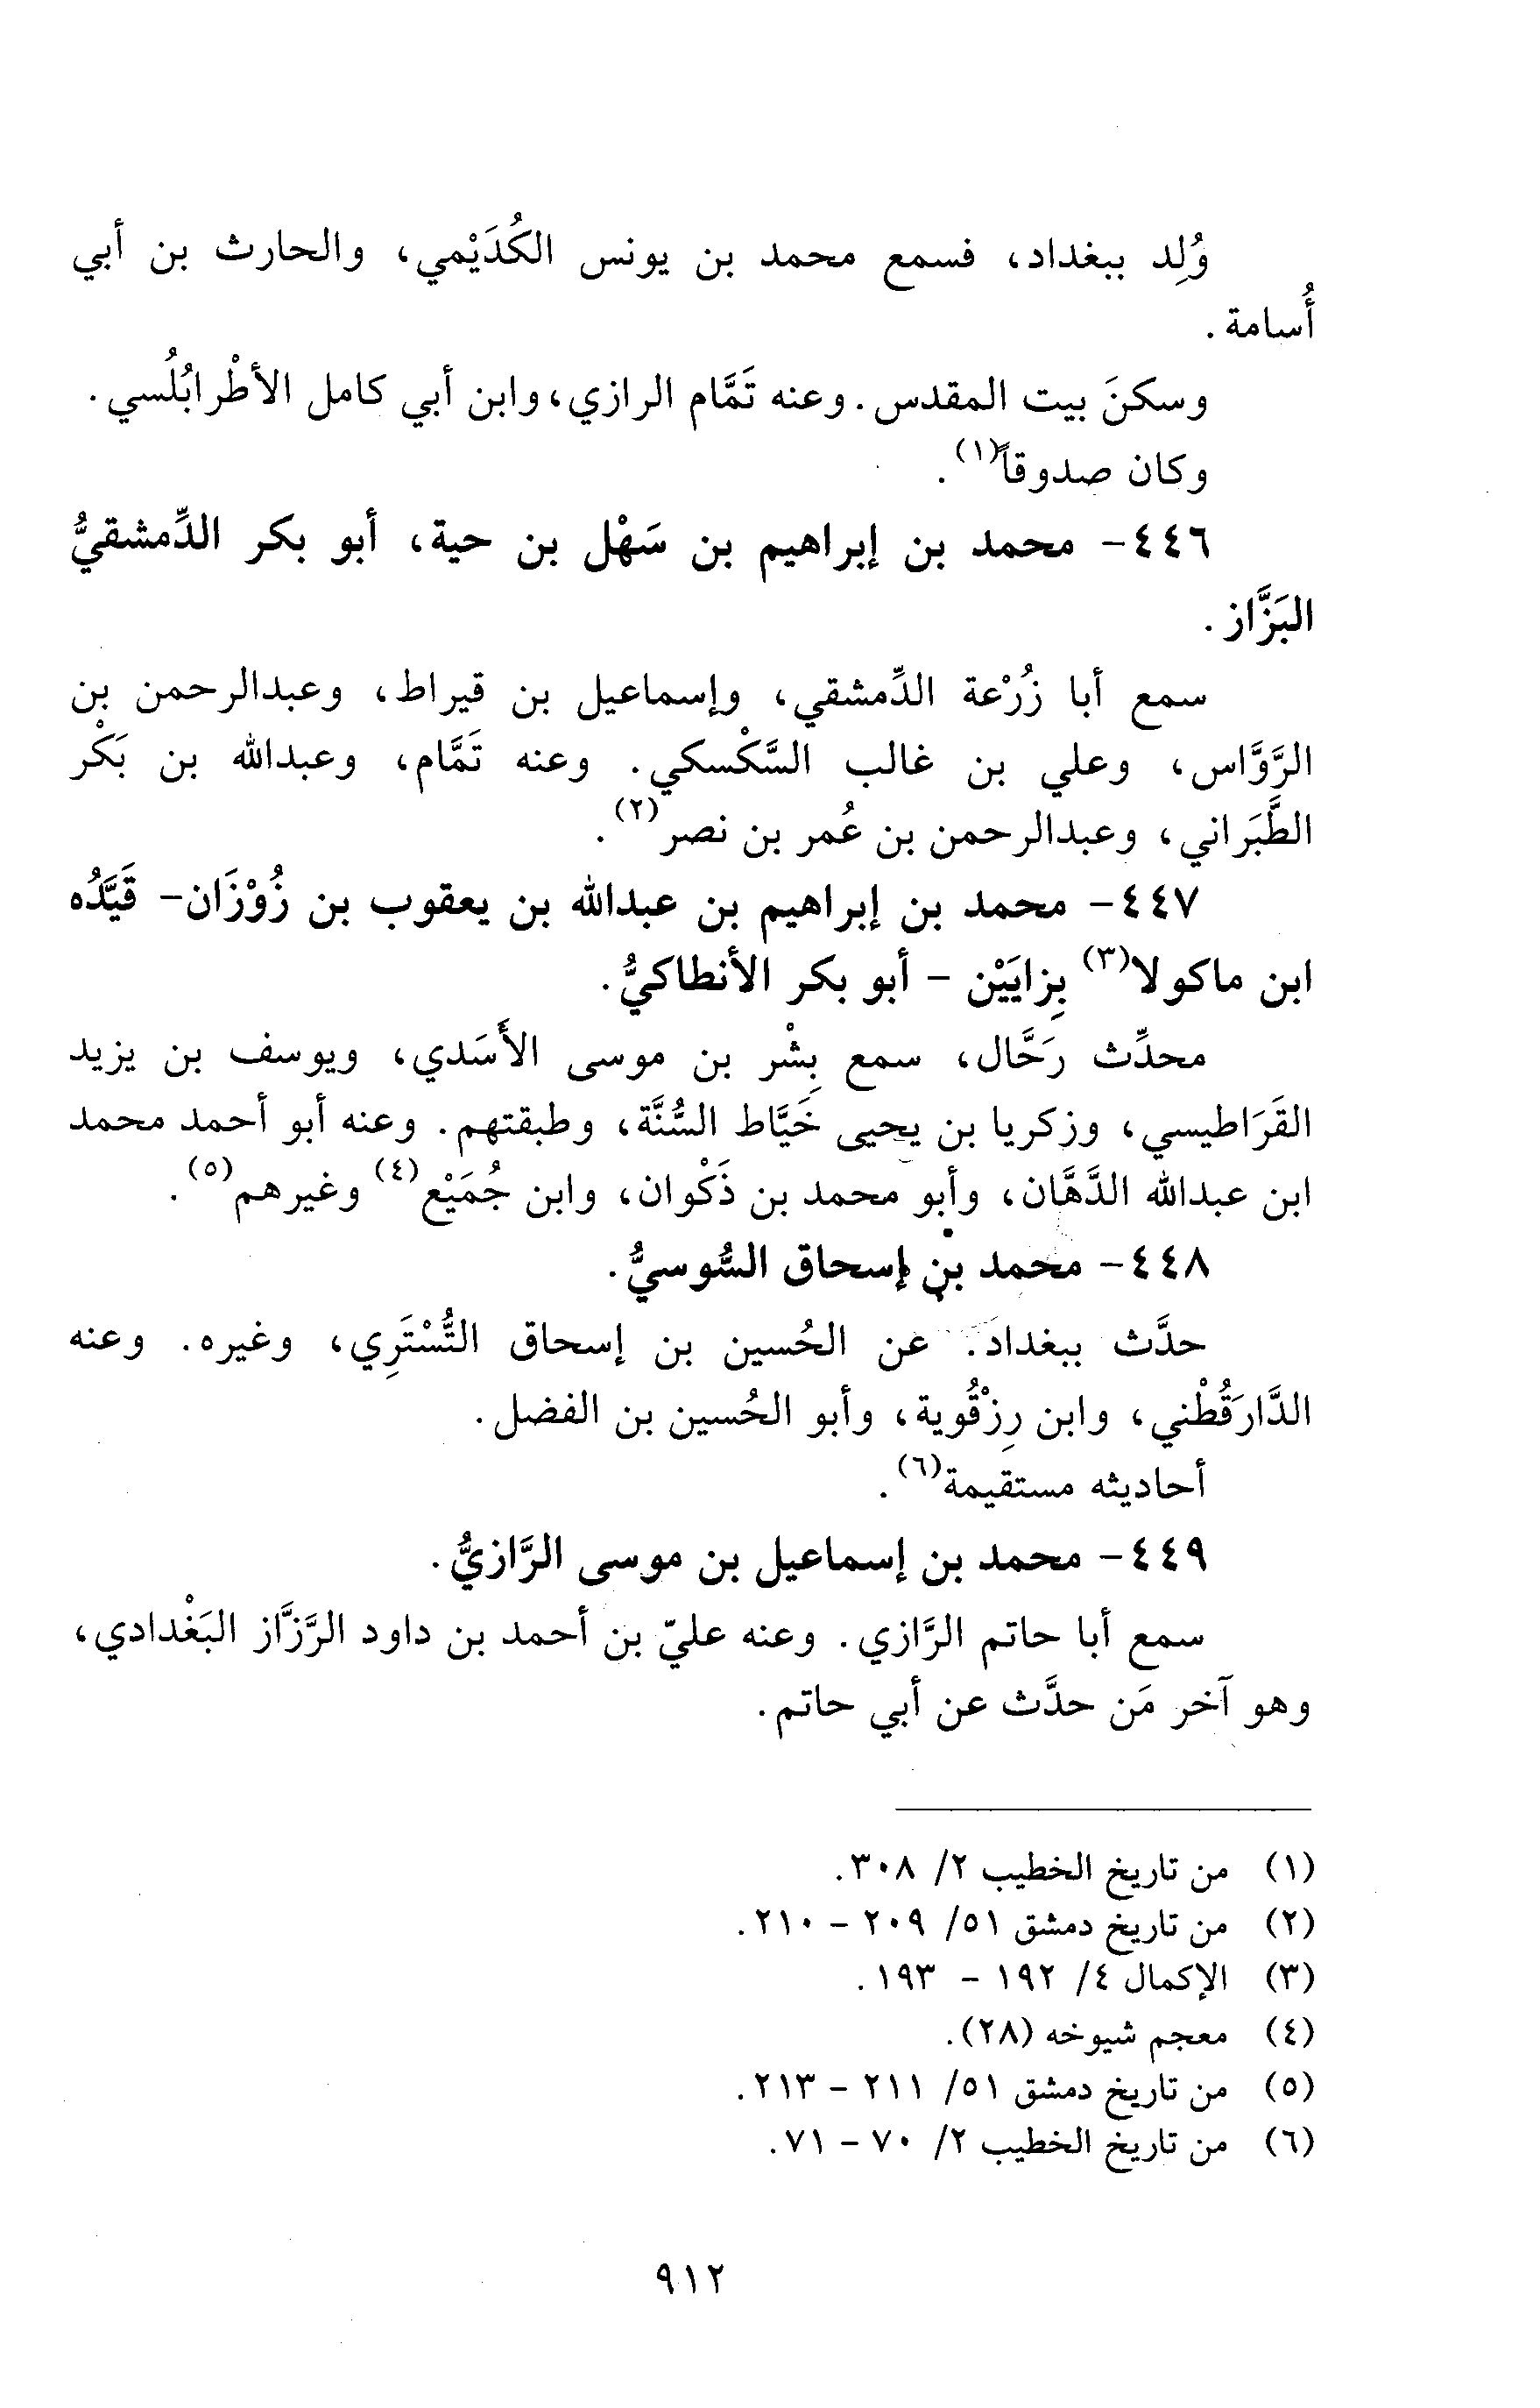 وُلِد ببغداد، فسمع محمد بن يونس الكُدَيْمي، والحارث بن أبي
أُسامة.
وسكنَ بيت المقدس. وعنه تَمَّام الرازي، وابن أبي كامل الأطْرابُلُسي.
وكان صدوقاً(١).
٤٤٦- محمد بن إبراهيم بن سَهْل بن حية، أبو بكر الدِّمشقيُّ
البَزَّاز.
سمع أبا زُرْعة الدِّمشقي، وإسماعيل بن قيراط، وعبدالرحمن بن
الرَّوَّاس، وعلي بن غالب السَّكْسكي. وعنه تَمَّام، وعبدالله بن بَكْر
الطَّبَراني، وعبدالرحمن بن عُمر بن نصر(٢).
٤٤٧- محمد بن إبراهيم بن عبدالله بن يعقوب بن زُوْزَان- قَيَّدُه
ابن ماكولا(٣) بِزايَيْن - أبو بكر الأنطاكيُّ.
محدِّث رَحَّال، سمع بِشْر بن موسى الأَسَدي، ويوسف بن يزيد
القَرَاطيسي، وزكريا بن يحيى خَيَّاط السُّنَّة، وطبقتهم. وعنه أبو أحمد محمد
ابن عبدالله الدَّهَّان، وأبو محمد بن ذَكْوان، وابن جُمَيْع(٤) وغيرهم(٥).
٤٤٨- محمد بن إسحاق السُّوسيُّ.
حدَّث ببغدادَ. عن الحُسين بن إسحاق التُّسْتَرِي، وغيره. وعنه
الدَّارَقُطْني، وابن رِزْقُوية، وأبو الحُسين بن الفضل.
أحاديثه مستقيمة(٦).
٤٤٩- محمد بن إسماعيل بن موسى الرَّازيُّ.
سمع أبا حاتم الرَّازي. وعنه عليّ بن أحمد بن داود الرَّزَّاز البَغْدادي،
وهو آخر مَن حدَّث عن أبي حاتم.
(١) من تاريخ الخطيب ٢/ ٣٠٨.
(٢) من تاريخ دمشق ٥١/ ٢٠٩ - ٢١٠.
(٣) الإكمال ٤/ ١٩٢ - ١٩٣.
(٤) معجم شيوخه (٢٨).
(٥) من تاريخ دمشق ٥١/ ٢١١ - ٢١٣.
(٦) من تاريخ الخطيب ٢/ ٧٠ - ٧١.
٩١٢